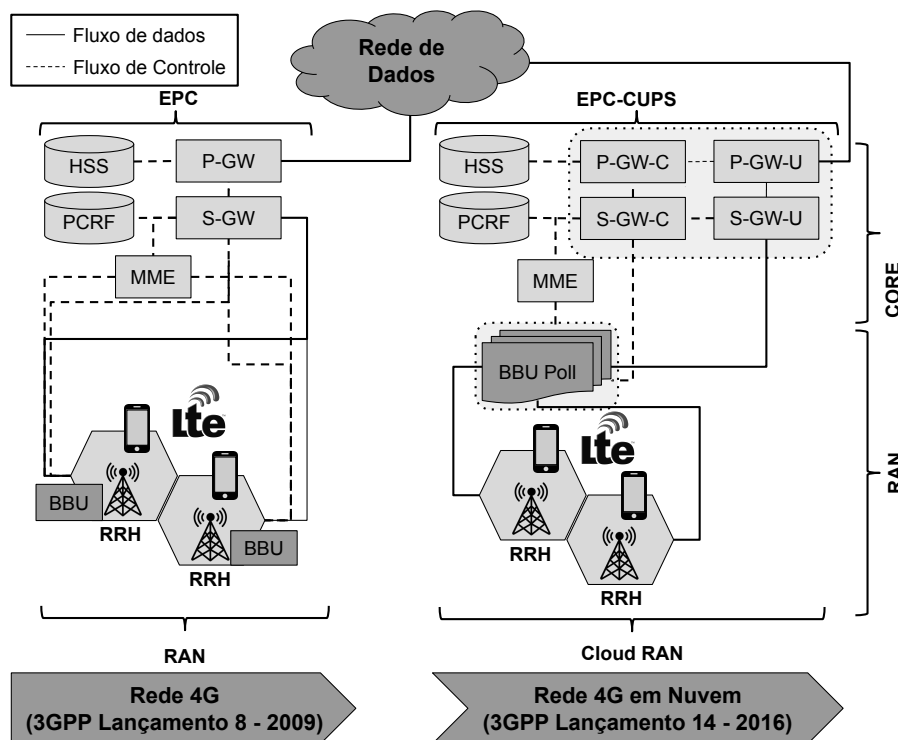 Fluxo de dados
Fluxo de Controle
Rede de
Dados
EPC
HSS
P-GW
PCRF
S-GW
MME
Lte
BBU
RRH
BBU
RRH
RAN
Rede 4G
(3GPP Lançamento 8 - 2009)
EPC-CUPS
HSS
P-GW-C
P-GW-U
PCRF
S-GW-C
S-GW-U
MME
CORE
BBU Poll
Lte
RRH
RRH
RAN
Cloud RAN
Rede 4G em Nuvem
(3GPP Lançamento 14 - 2016)